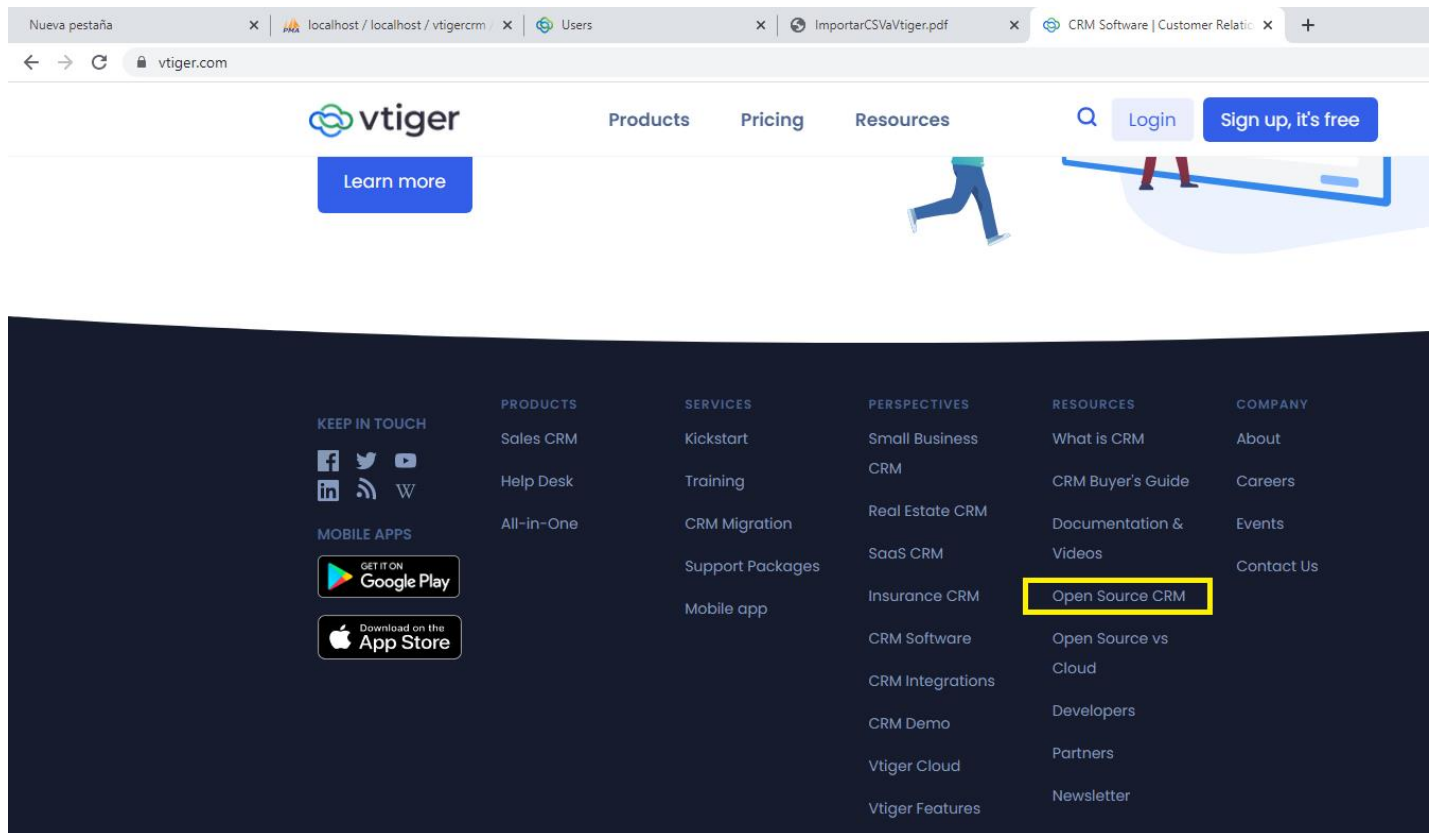 Nueva pestaña
localhost / localhost / vtigercrm /
Users
ImportarCSVaVtiger.pdf
CRM Software | Customer Relatio
vtiger.com
vtiger
Products
Pricing
Resources
Login
Sign up, it's free
Learn more
KEEP IN TOUCH
MOBILE APPS
GET IT ON
Google Play
Download on the
App Store
PRODUCTS
Sales CRM
Help Desk
All-in-One
SERVICES
Kickstart
Training
CRM Migration
Support Packages
Mobile app
PERSPECTIVES
Small Business
CRM
Real Estate CRM
SaaS CRM
Insurance CRM
CRM Software
CRM Integrations
CRM Demo
Vtiger Cloud
Vtiger Features
RESOURCES
What is CRM
CRM Buyer's Guide
Documentation &
Videos
Open Source CRM
Open Source vs
Cloud
Developers
Partners
Newsletter
COMPANY
About
Careers
Events
Contact Us